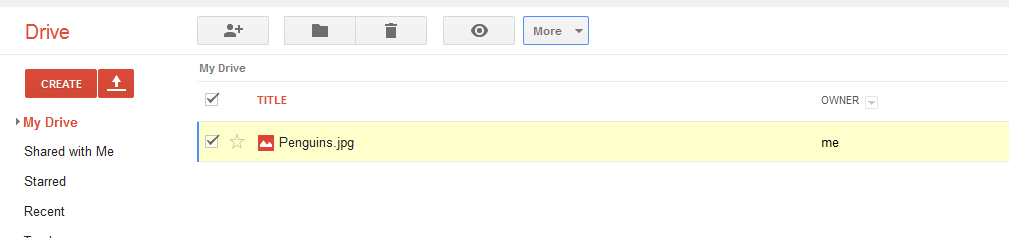 Drive
More
My Drive
CREATE
TITLE
OWNER
My Drive
Penguins.jpg
me
Shared with Me
Starred
Recent